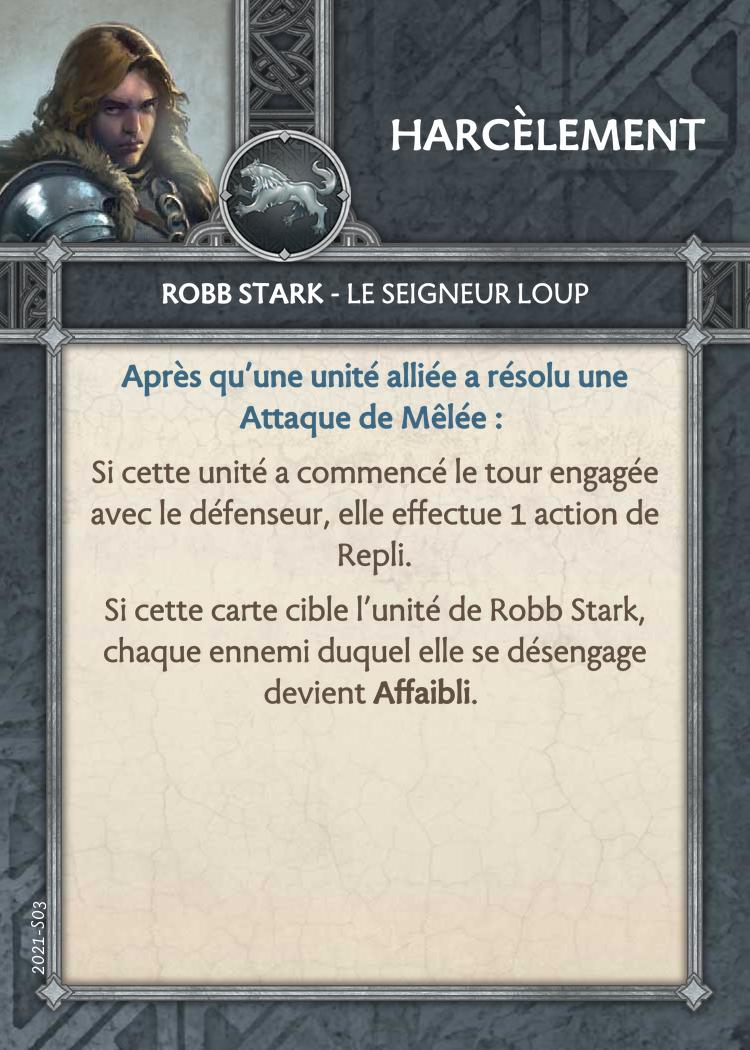 HARCÈLEMENT
ROBB STARK - LE SEIGNEUR LOUP
Après qu'une unité alliée a résolu une
Attaque de Mêlée :
Si cette unité a commencé le tour engagée
avec le défenseur, elle effectue 1 action de
Repli.
Si cette carte cible l'unité de Robb Stark,
chaque ennemi duquel elle se désengage
devient Affaibli.
2021-S03